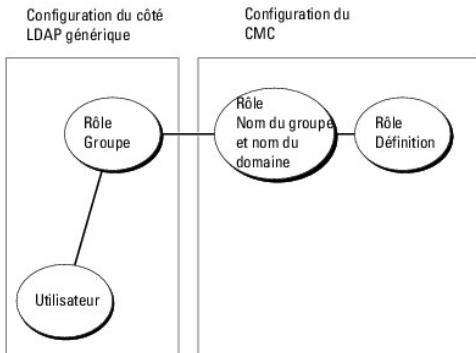 Configuration du côté
LDAP générique
Configuration du
CMC
Rôle
Groupe
Rôle
Nom du groupe
et nom du
domaine
Rôle
Définition
Utilisateur